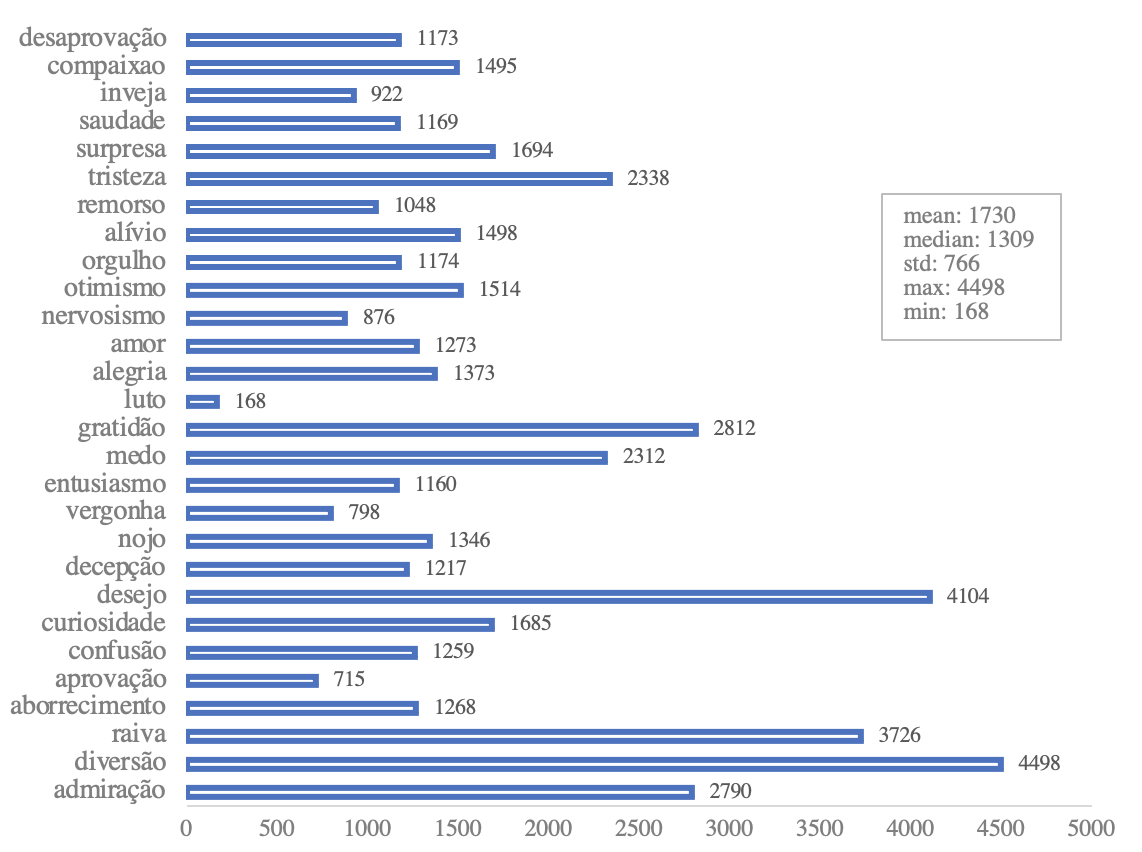 desaprovação 1173
compaixao 1495
inveja 922
saudade 1169
surpresa 1694
tristeza 2338
remorso 1048
alívio 1498
orgulho 1174
otimismo 1514
nervosismo 876
amor 1273
alegria 1373
luto 168
gratidão 2812
medo 2312
entusiasmo 1160
vergonha 798
nojo 1346
decepção 1217
desejo 4104
curiosidade 1685
confusão 1259
aprovação 715
aborrecimento 1268
raiva 3726
diversão 4498
admiração 2790
0 500 1000 1500 2000 2500 3000 3500 4000 4500 5000
mean: 1730
median: 1309
std: 766
max: 4498
min: 168